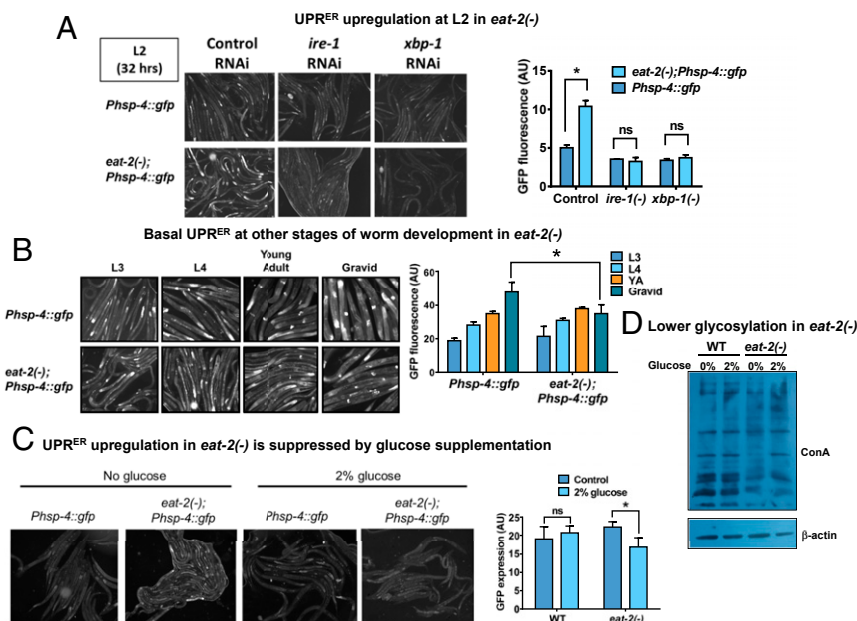 UPRᴱᴿ upregulation at L2 in eat-2(-)
A
L2
(32 hrs)
Control
RNAi
ire-1
RNAi
xbp-1
RNAi
Phsp-4::gfp
eat-2(-);
Phsp-4::gfp
GFP fluorescence (AU)
15
10
5
0
*
ns
ns
eat-2(-);Phsp-4::gfp
Phsp-4::gfp
Control
ire-1(-)
xbp-1(-)
Basal UPRᴱᴿ at other stages of worm development in eat-2(-)
B
L3
L4
Young
Adult
Gravid
Phsp-4::gfp
eat-2(-);
Phsp-4::gfp
GFP fluorescence (AU)
60
40
20
0
*
L3
L4
YA
Gravid
Phsp-4::gfp
eat-2(-);
Phsp-4::gfp
D Lower glycosylation in eat-2(-)
WT eat-2(-)
Glucose 0% 2% 0% 2%
ConA
β-actin
C UPRᴱᴿ upregulation in eat-2(-) is suppressed by glucose supplementation
No glucose
2% glucose
Phsp-4::gfp
eat-2(-);
Phsp-4::gfp
Phsp-4::gfp
eat-2(-);
Phsp-4::gfp
GFP expression (AU)
25
20
15
10
5
0
Control
2% glucose
ns
*
WT
eat-2(-)